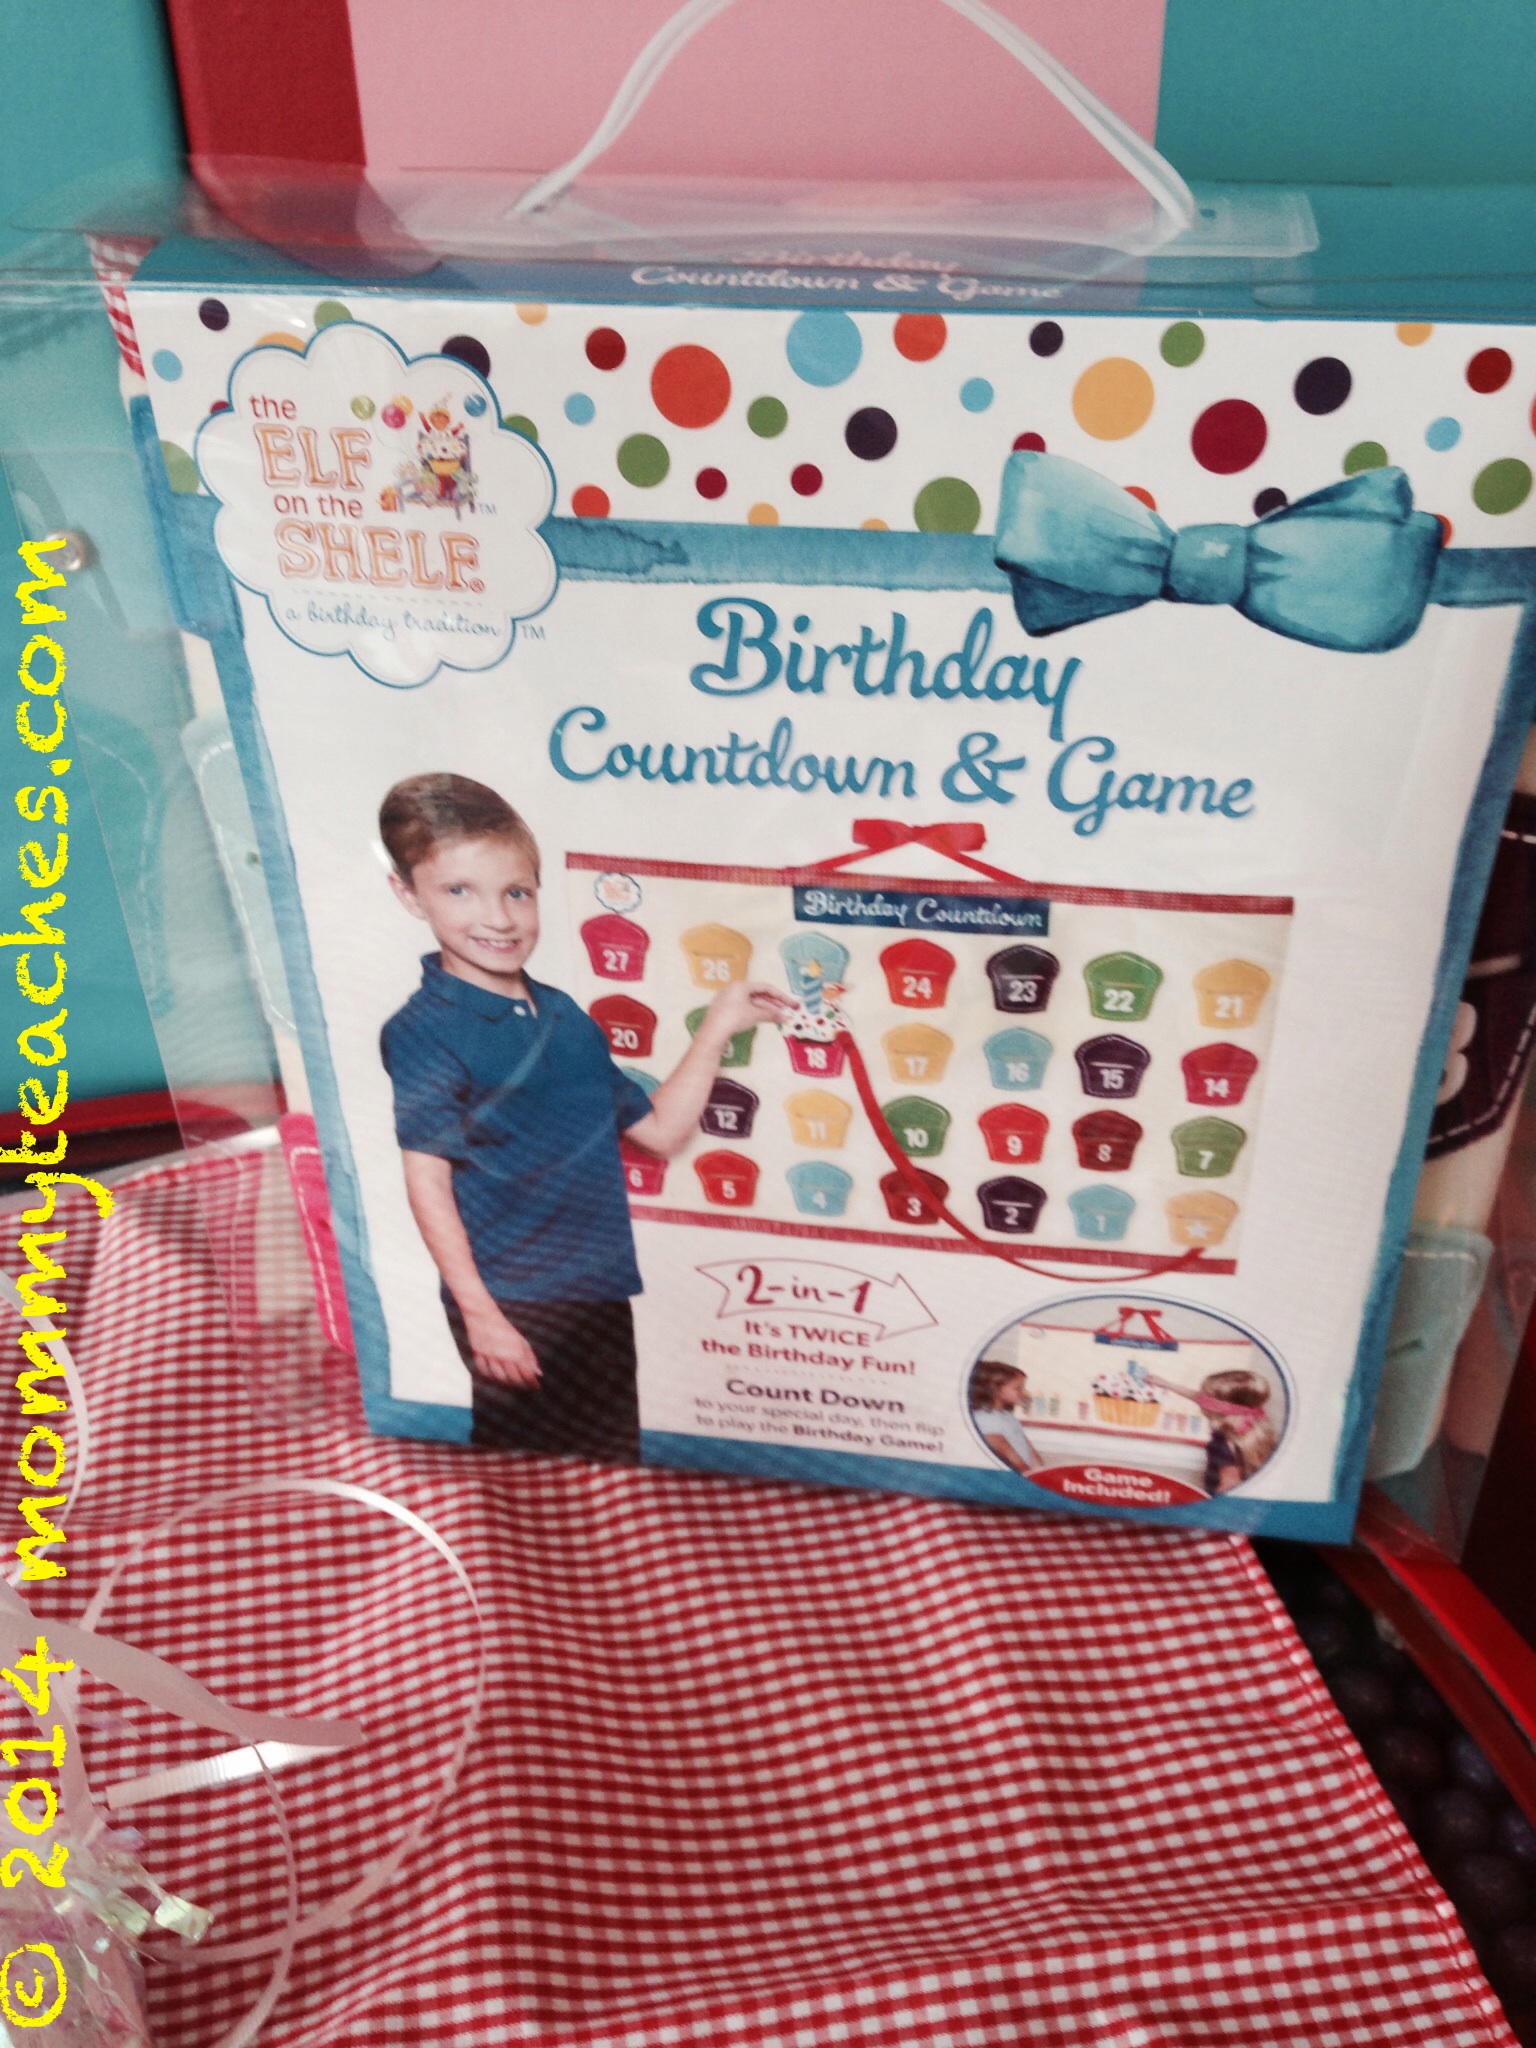 Birthday
Countdown & Game
the
ELF
on the
SHELF®
a birthday tradition™
Birthday
Countdown & Game
Birthday Countdown
27 26 24 23 22 21
20 18 17 16 15 14
12 11 10 9 8 7
6 5 4 3 2 1
2-in-1
It's TWICE
the Birthday Fun!
Count Down
to your special day, then flip
to play the Birthday Game!
Game
Included!
© 2014 mommyteaches.com